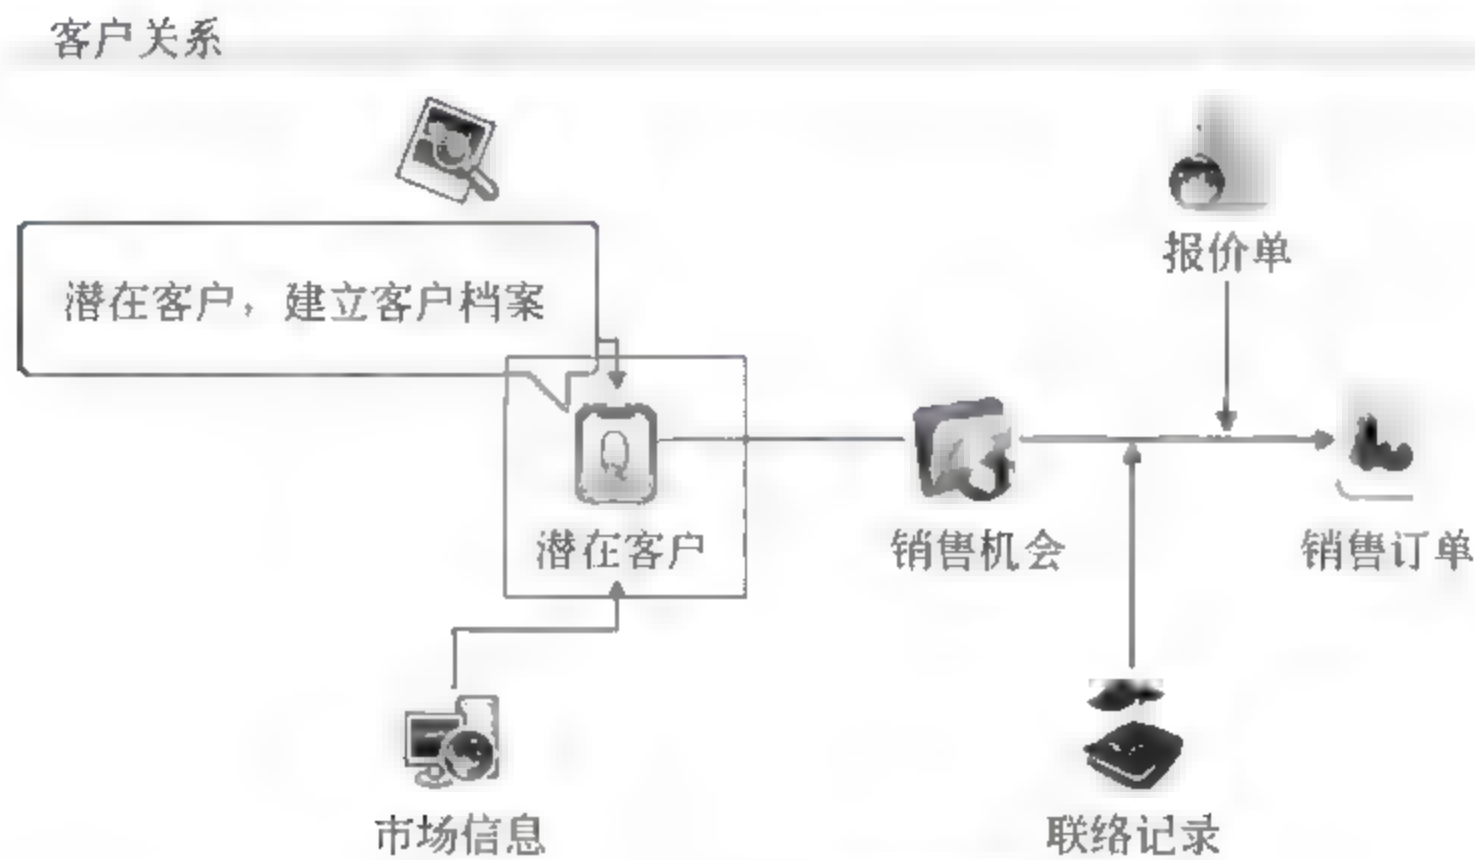 客户关系
报价单
潜在客户，建立客户档案
潜在客户
销售机会
销售订单
市场信息
联络记录